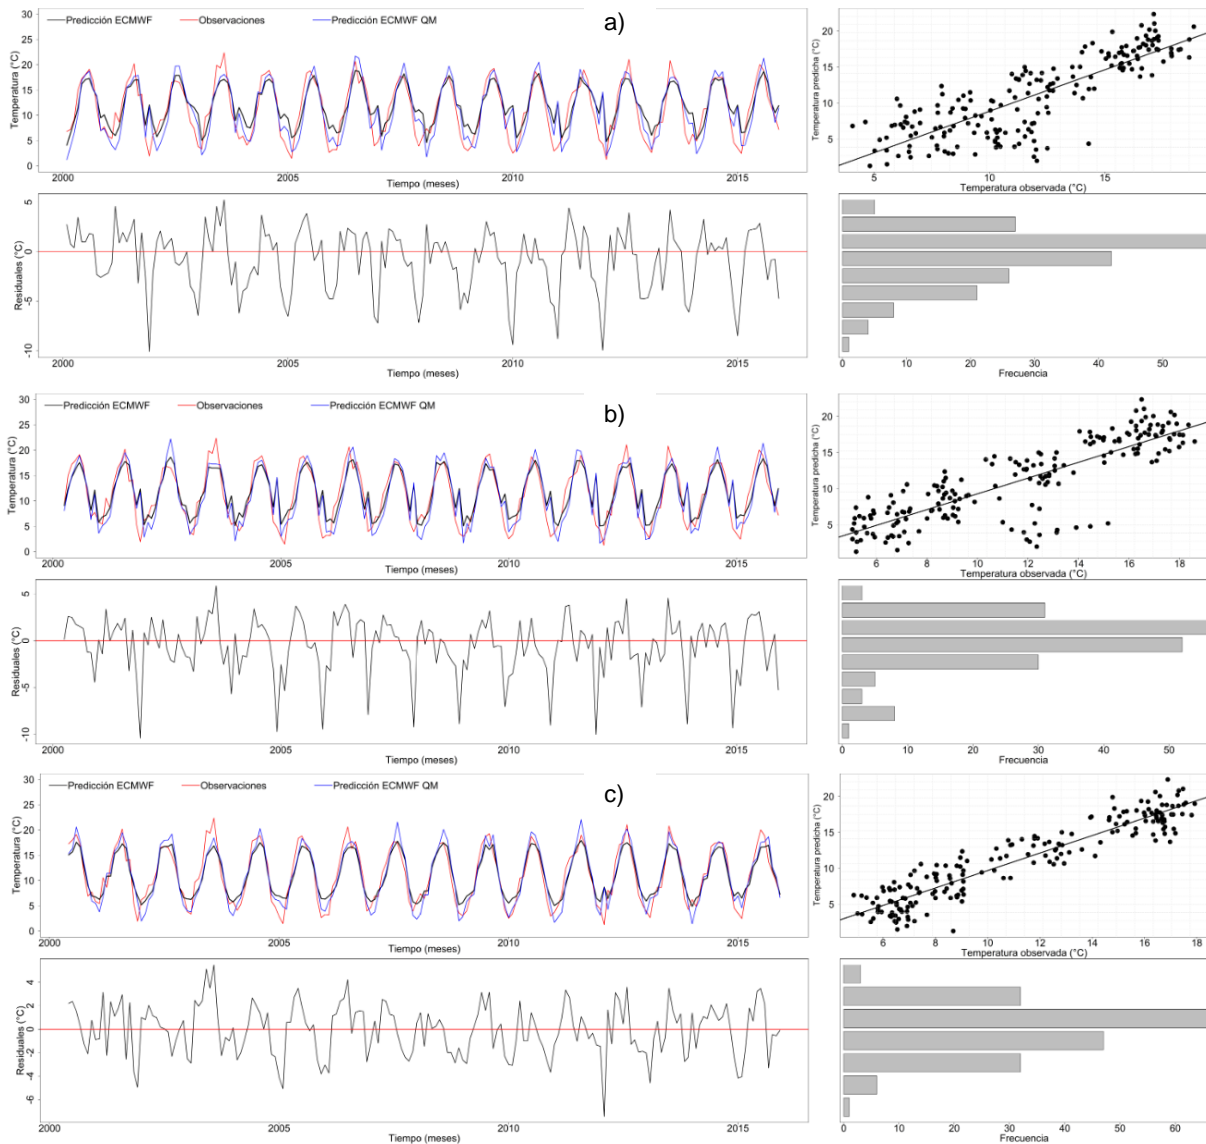 a)
Predicción ECMWF Observaciones Predicción ECMWF QM
Temperatura (°C)
30
25
20
15
10
5
0
2000 2005 2010 2015
Tiempo (meses)
Temperatura predicha (°C)
20
15
10
5
5 15
Temperatura observada (°C)
Residuales (°C)
5
0
-5
-10
2000 2005 2010 2015
Tiempo (meses)
0 10 20 30 40 50
Frecuencia
b)
Predicción ECMWF Observaciones Predicción ECMWF QM
Temperatura (°C)
30
25
20
15
10
5
0
2000 2005 2010 2015
Tiempo (meses)
Temperatura predicha (°C)
20
15
10
5
6 8 10 12 14 16 18
Temperatura observada (°C)
Residuales (°C)
5
0
-5
-10
2000 2005 2010 2015
Tiempo (meses)
0 10 20 30 40 50
Frecuencia
c)
Predicción ECMWF Observaciones Predicción ECMWF QM
Temperatura (°C)
30
25
20
15
10
5
0
2000 2005 2010 2015
Tiempo (meses)
Temperatura predicha (°C)
20
15
10
5
6 8 10 12 14 16 18
Temperatura observada (°C)
Residuales (°C)
4
2
0
-2
-4
-6
2000 2005 2010 2015
Tiempo (meses)
0 10 20 30 40 50 60
Frecuencia